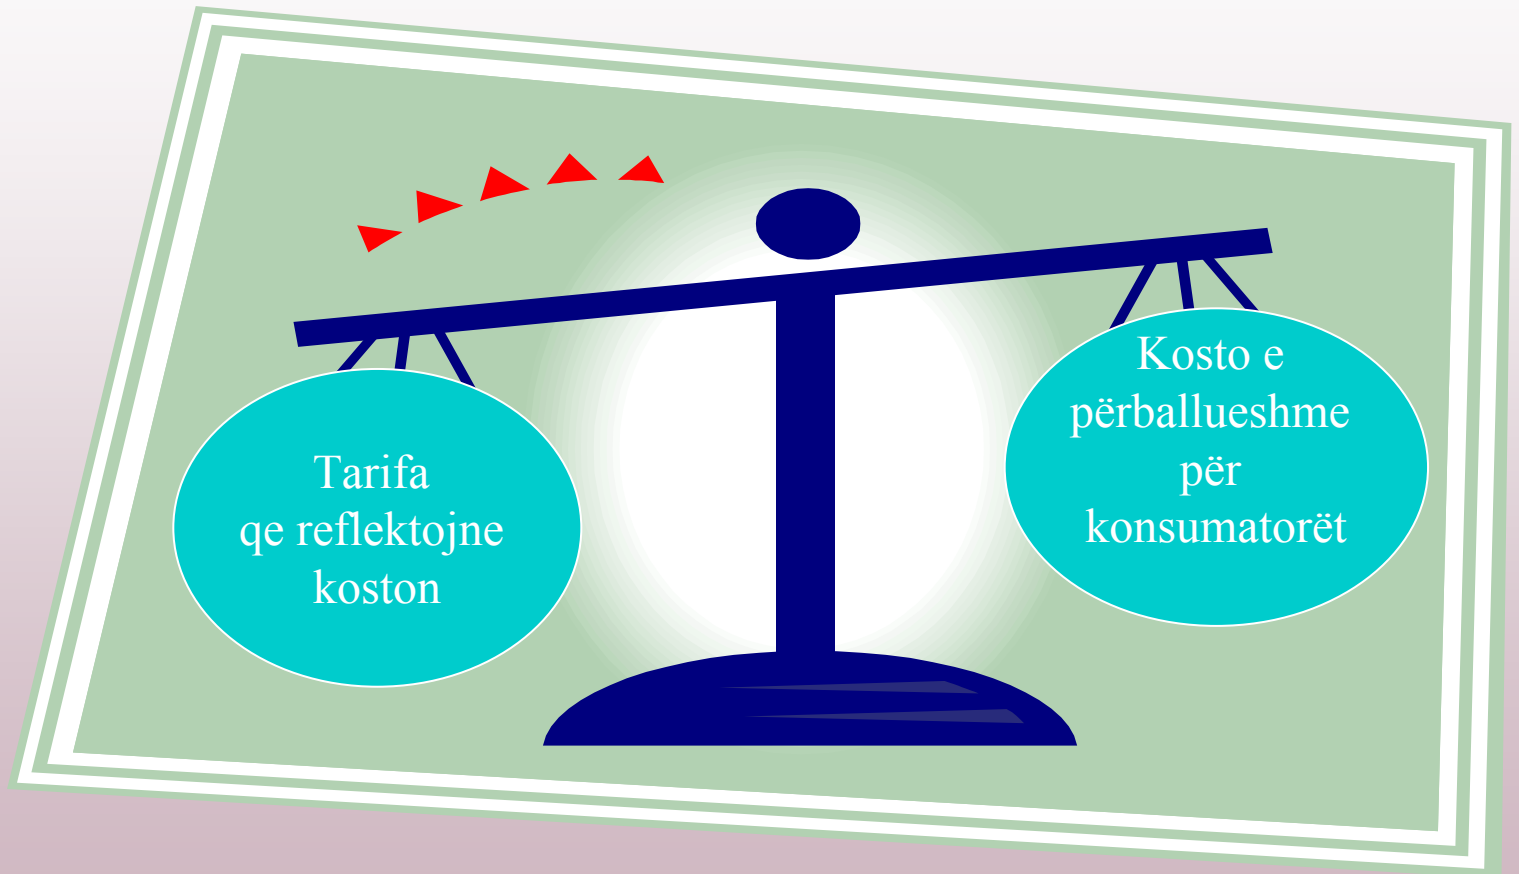 Tarifa
qe reflektojne
koston
Kosto e
përballueshme
për
konsumatorët